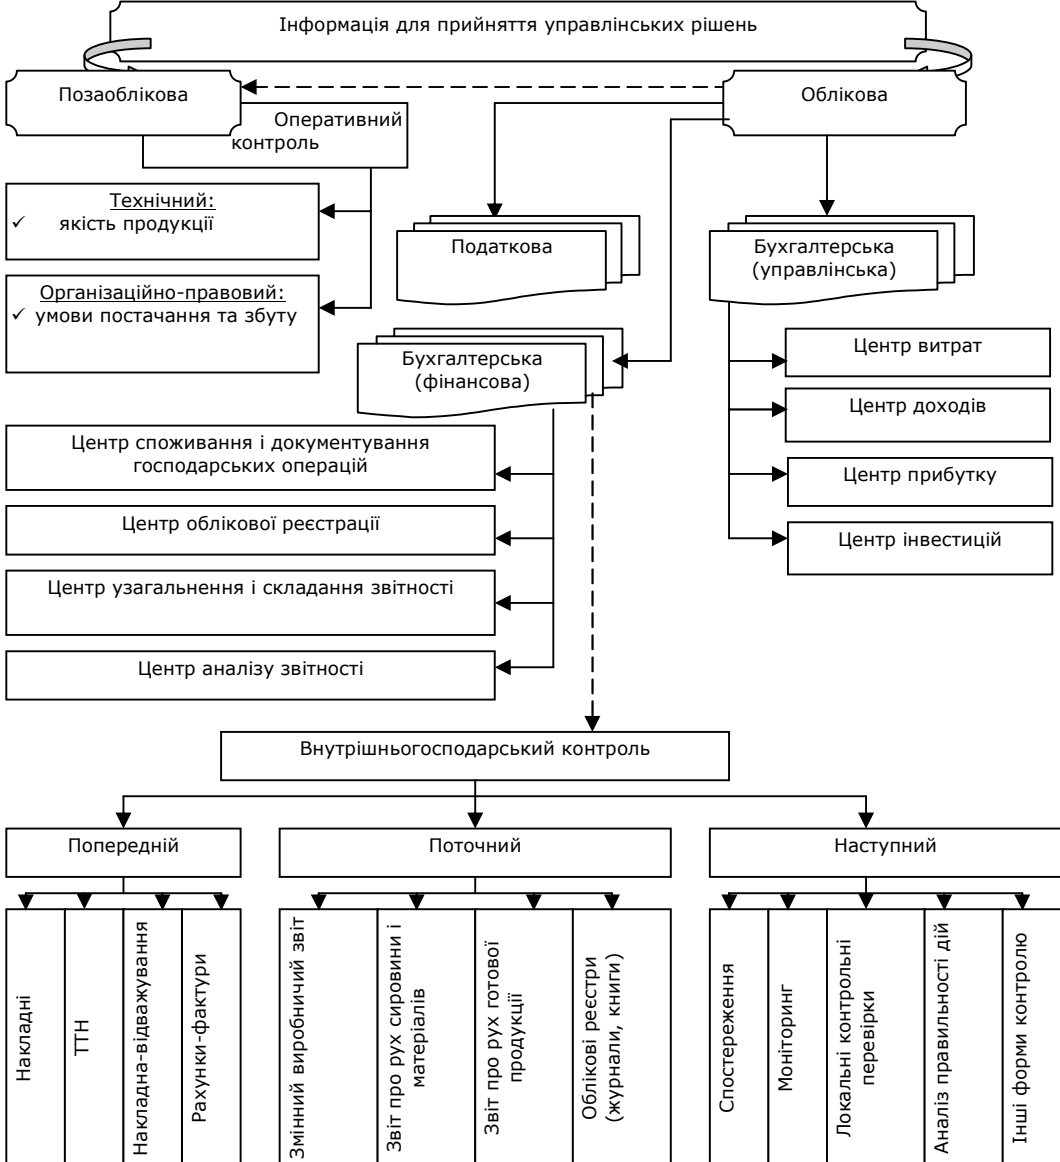 Інформація для прийняття управлінських рішень
Позаоблікова
Облікова
Оперативний
контроль
Технічний:
✓ якість продукції
Організаційно-правовий:
✓ умови постачання та збуту
Податкова
Бухгалтерська
(управлінська)
Бухгалтерська
(фінансова)
Центр витрат
Центр доходів
Центр прибутку
Центр інвестицій
Центр споживання і документування
господарських операцій
Центр облікової реєстрації
Центр узагальнення і складання звітності
Центр аналізу звітності
Внутрішньогосподарський контроль
Попередній
Поточний
Наступний
Накладні
ТТН
Накладна-відважування
Рахунки-фактури
Змінний виробничий звіт
Звіт про рух сировини і
матеріалів
Звіт про рух готової
продукції
Облікові реєстри
(журнали, книги)
Спостереження
Моніторинг
Локальні контрольні
перевірки
Аналіз правильності дій
Інші форми контролю